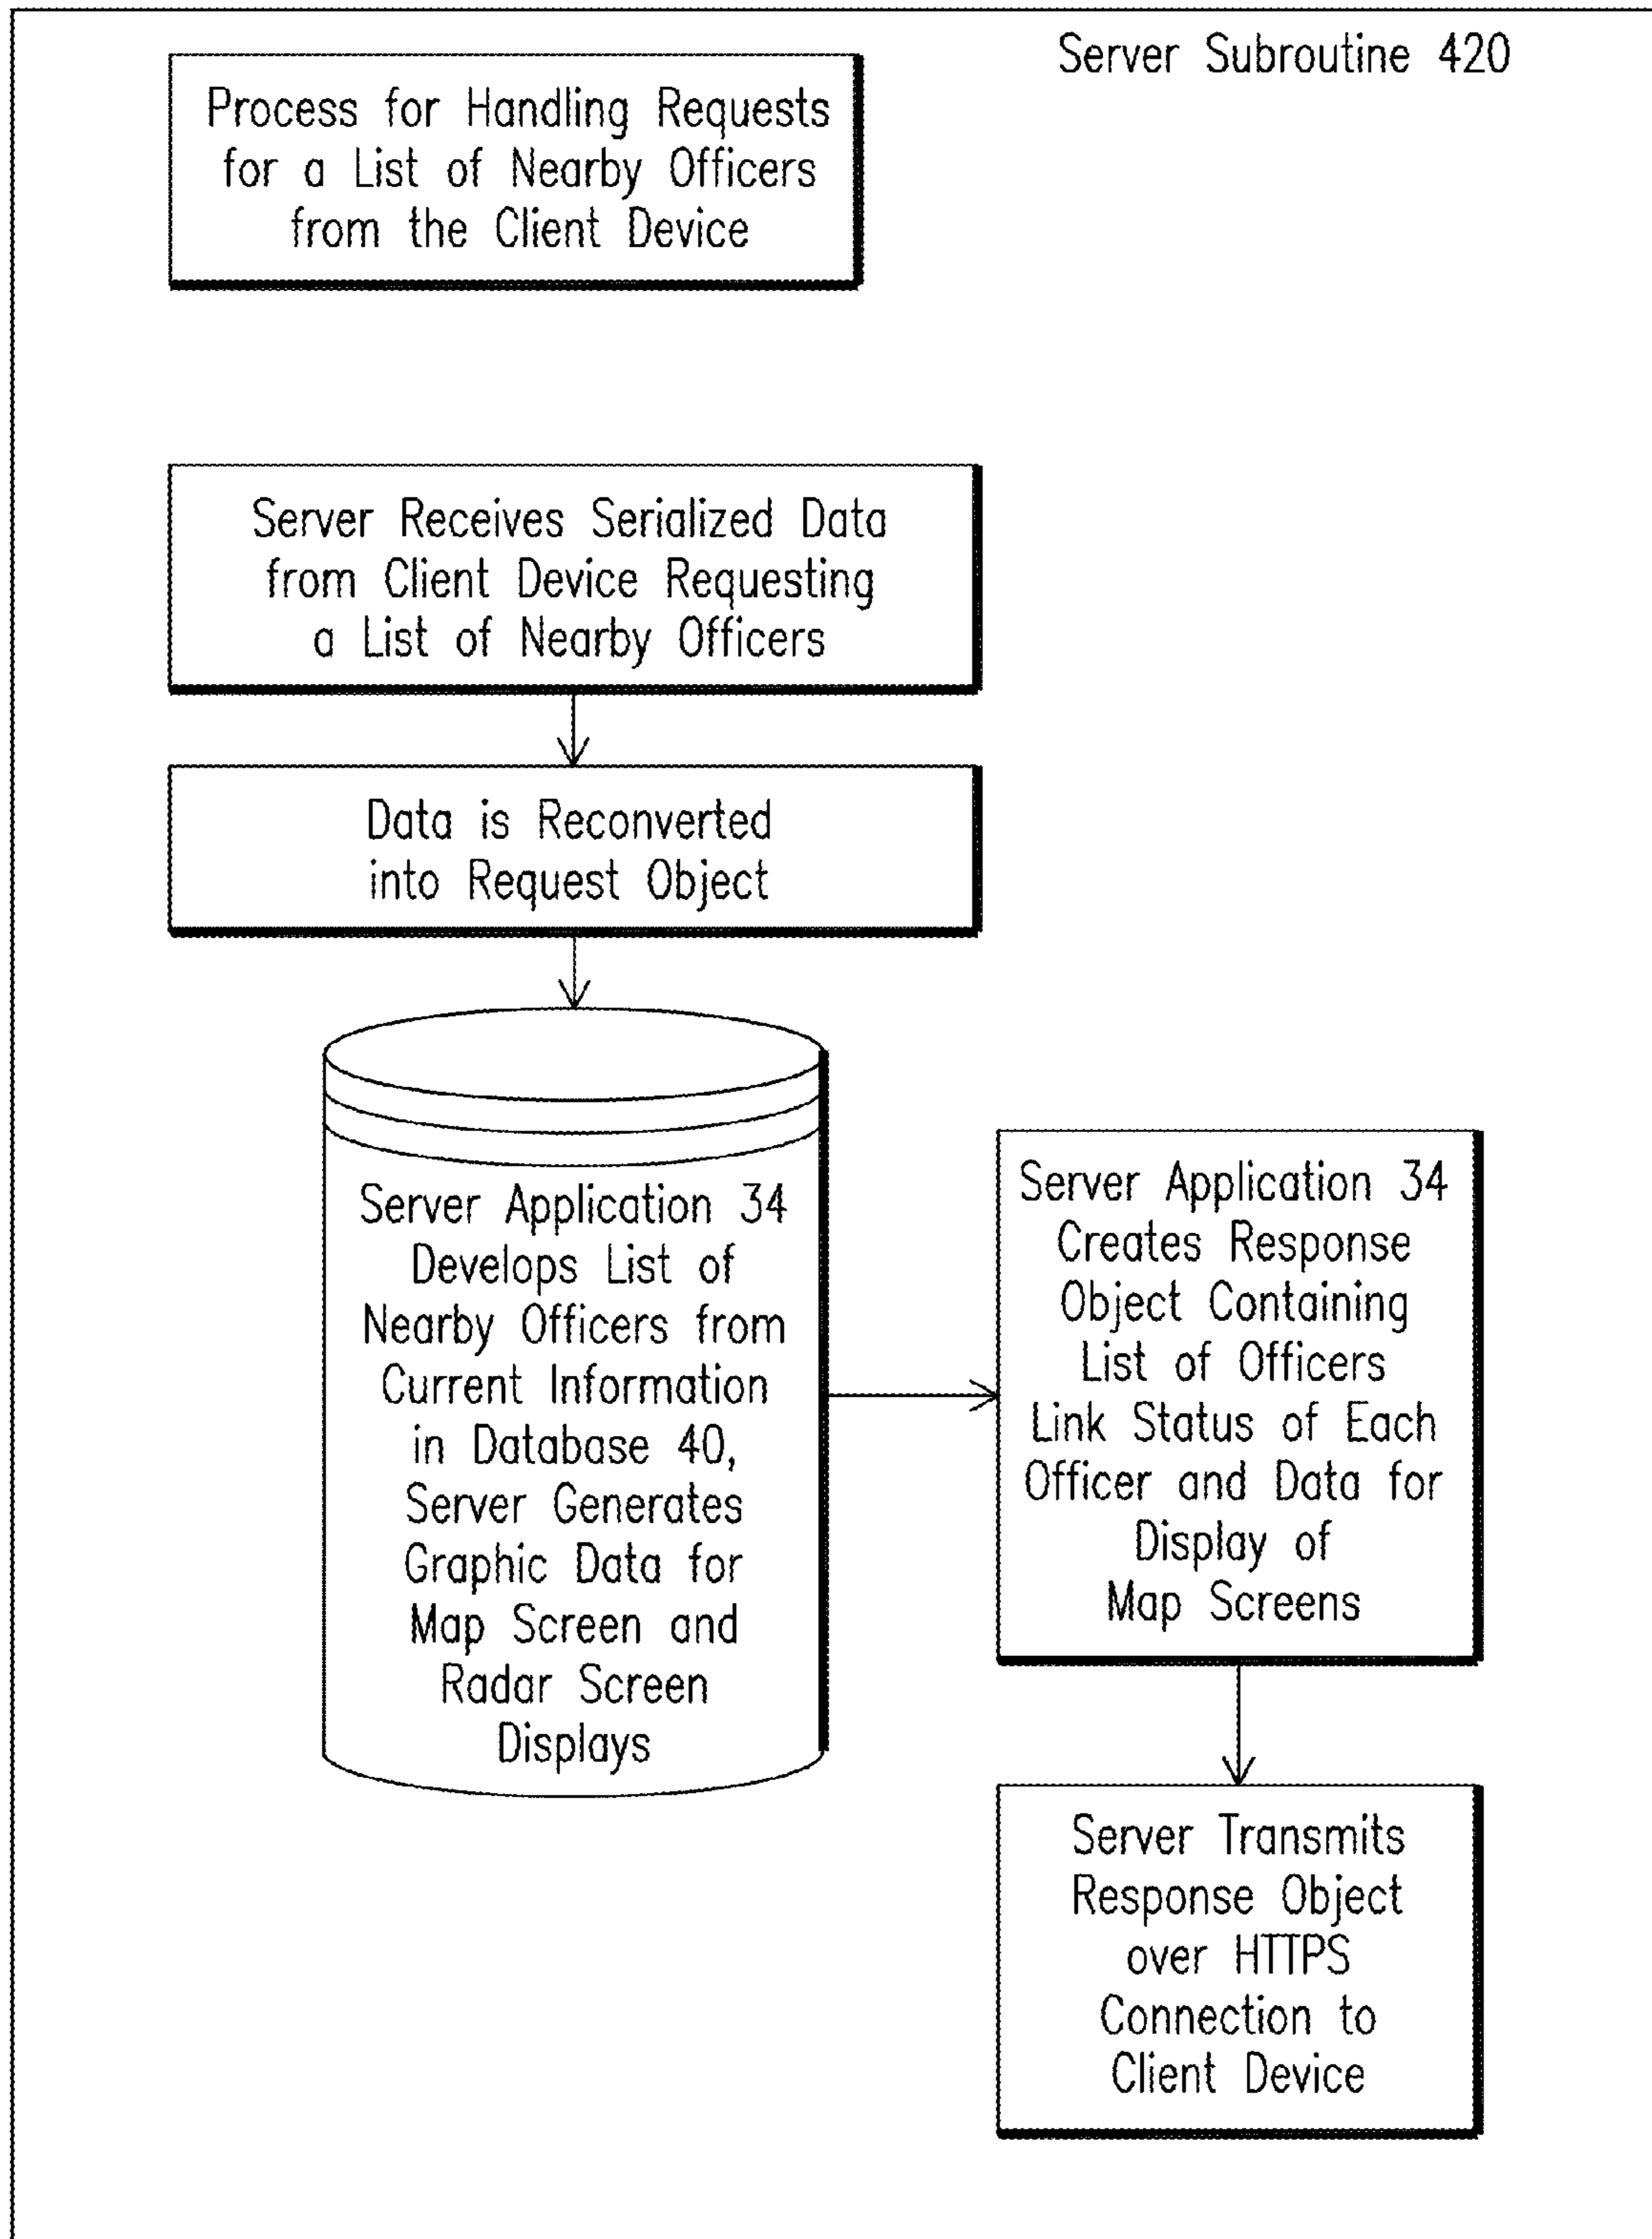 Server Subroutine 420
Process for Handling Requests
for a List of Nearby Officers
from the Client Device
Server Receives Serialized Data
from Client Device Requesting
a List of Nearby Officers
Data is Reconverted
into Request Object
Server Application 34
Develops List of
Nearby Officers from
Current Information
in Database 40,
Server Generates
Graphic Data for
Map Screen and
Radar Screen
Displays
Server Application 34
Creates Response
Object Containing
List of Officers
Link Status of Each
Officer and Data for
Display of
Map Screens
Server Transmits
Response Object
over HTTPS
Connection to
Client Device